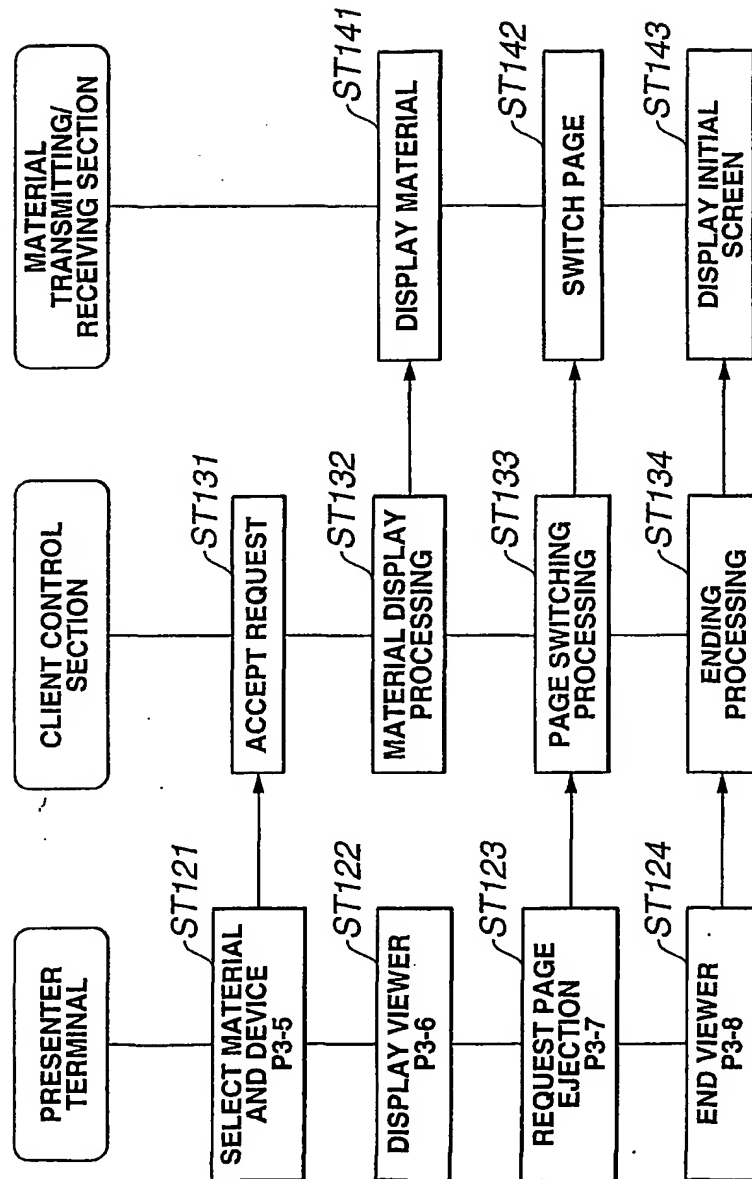 PRESENTER
TERMINAL
CLIENT CONTROL
SECTION
MATERIAL
TRANSMITTING/
RECEIVING SECTION
ST121
SELECT MATERIAL
AND DEVICE
P3-5
ST131
ACCEPT REQUEST
ST122
DISPLAY VIEWER
P3-6
ST132
MATERIAL DISPLAY
PROCESSING
ST141
DISPLAY MATERIAL
ST123
REQUEST PAGE
EJECTION
P3-7
ST133
PAGE SWITCHING
PROCESSING
ST142
SWITCH PAGE
ST124
END VIEWER
P3-8
ST134
ENDING
PROCESSING
ST143
DISPLAY INITIAL
SCREEN